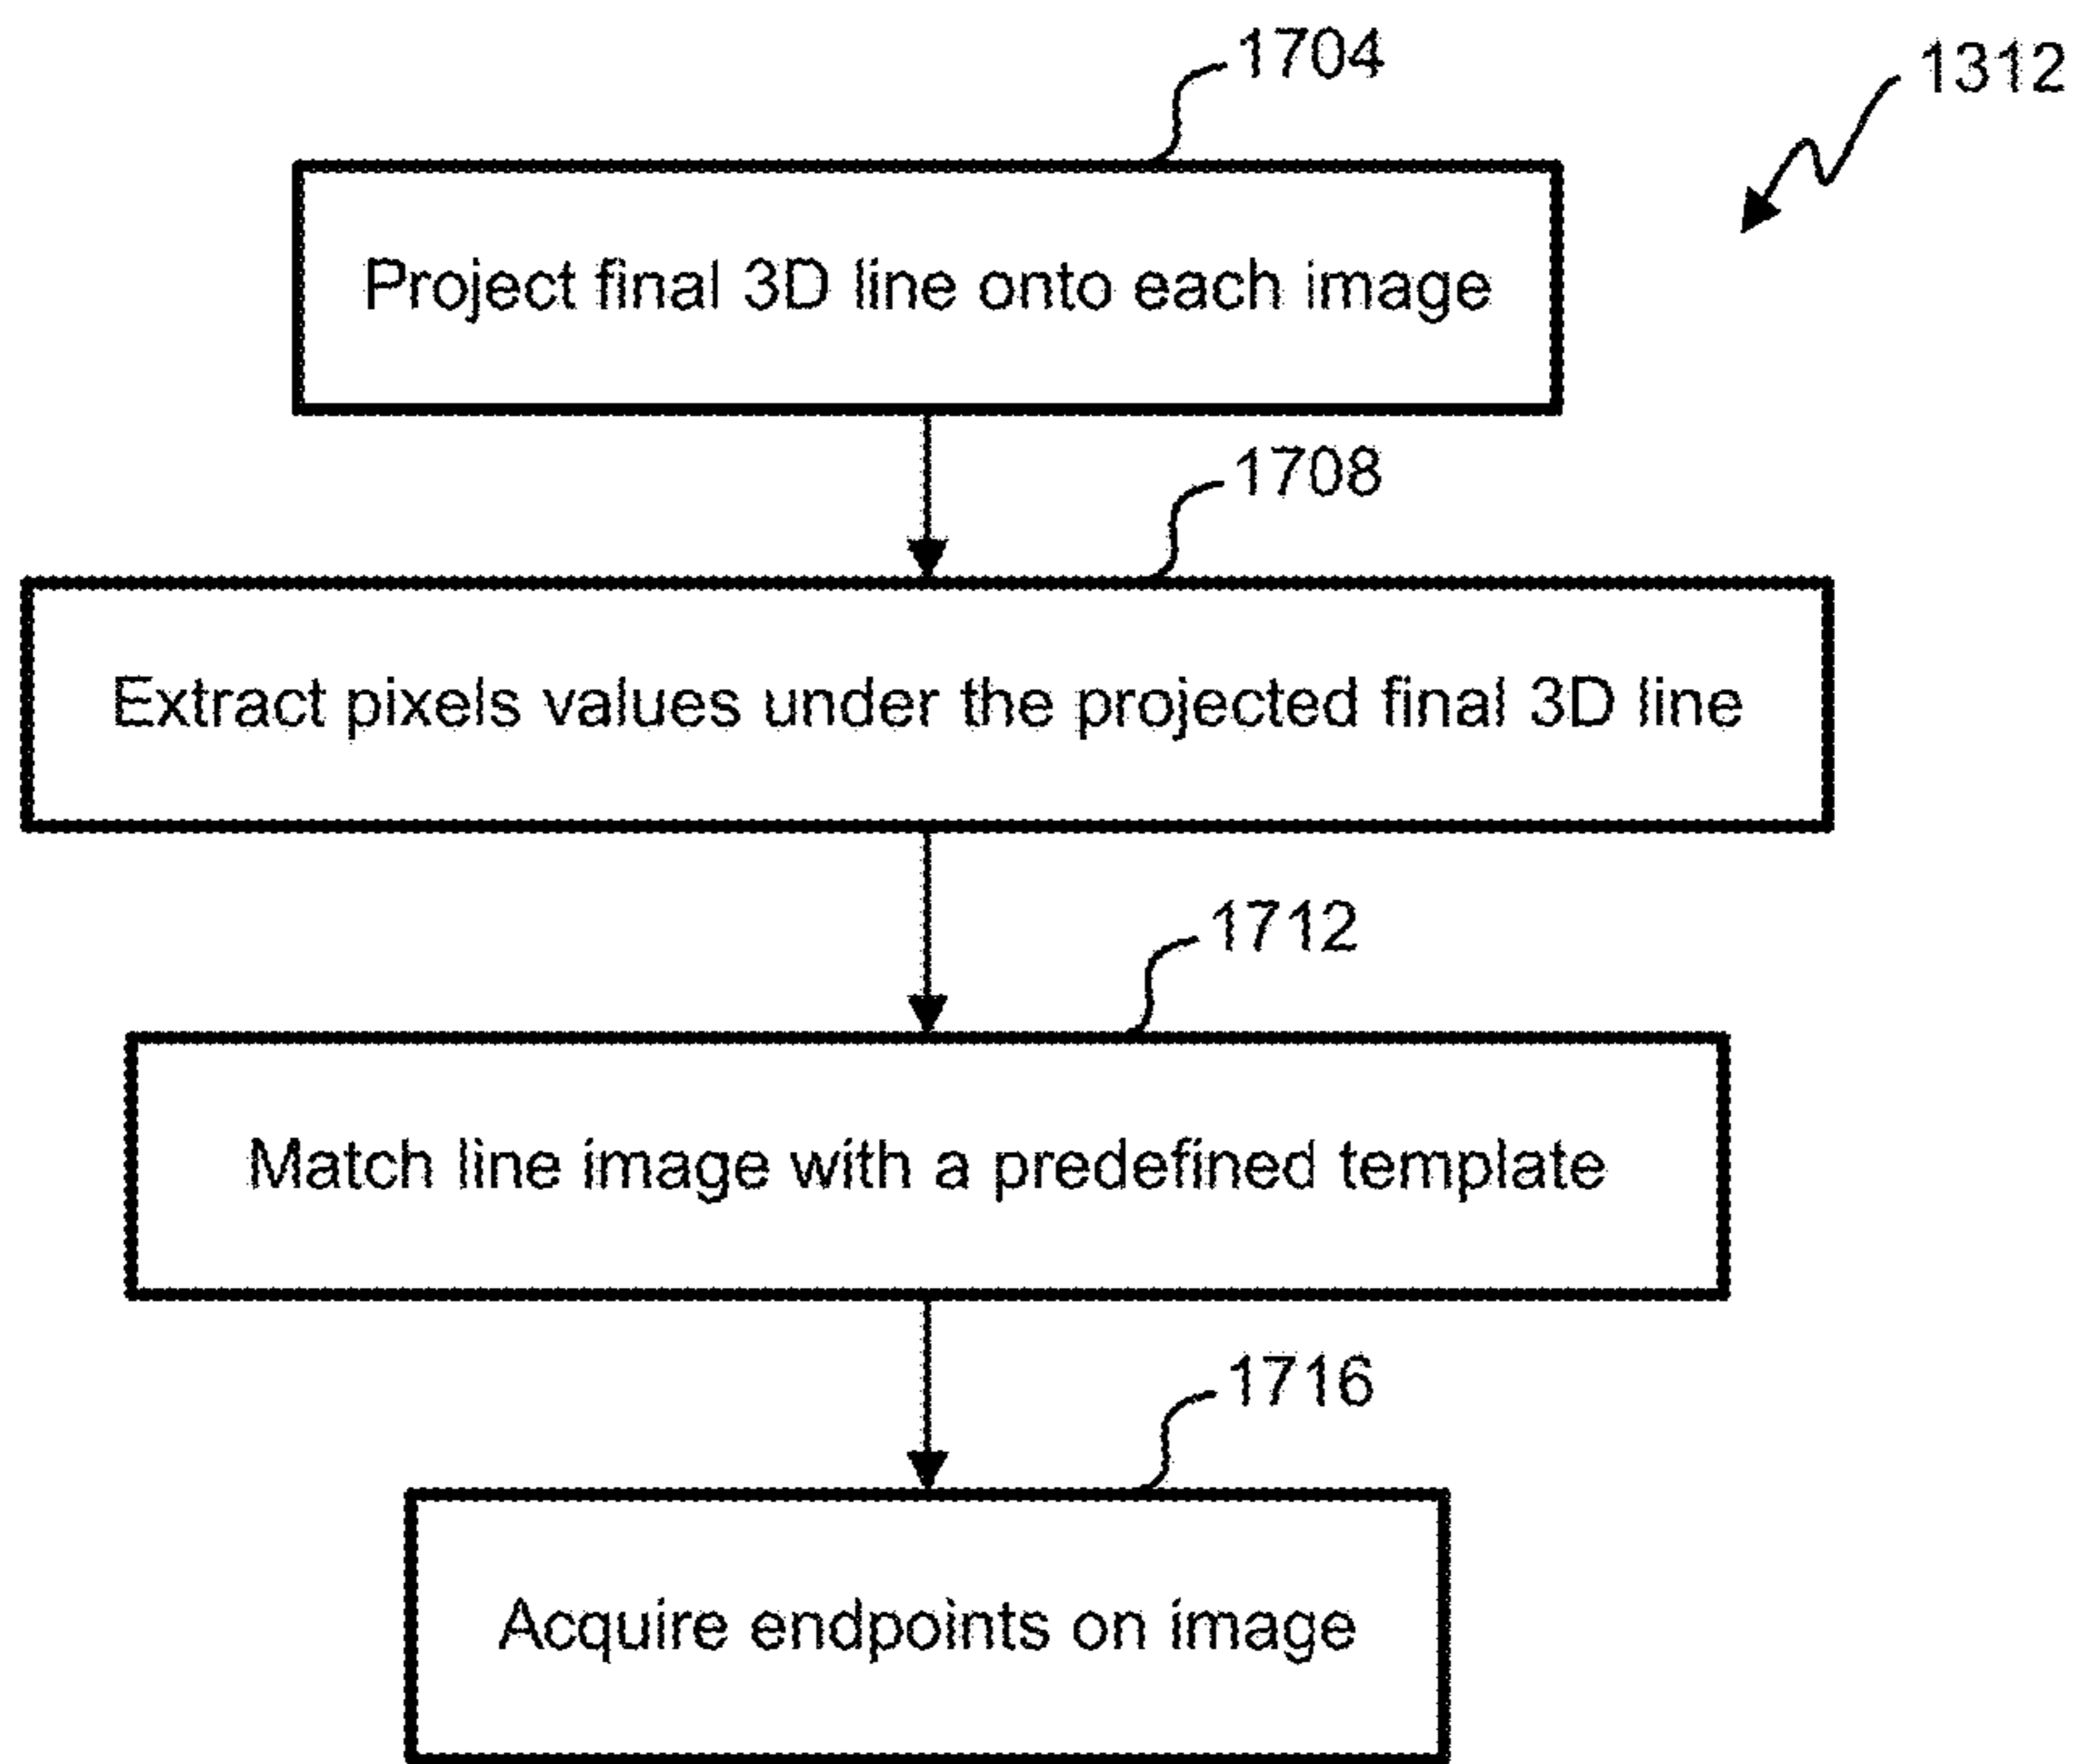 1704
1312
Project final 3D line onto each image
1708
Extract pixels values under the projected final 3D line
1712
Match line image with a predefined template
1716
Acquire endpoints on image